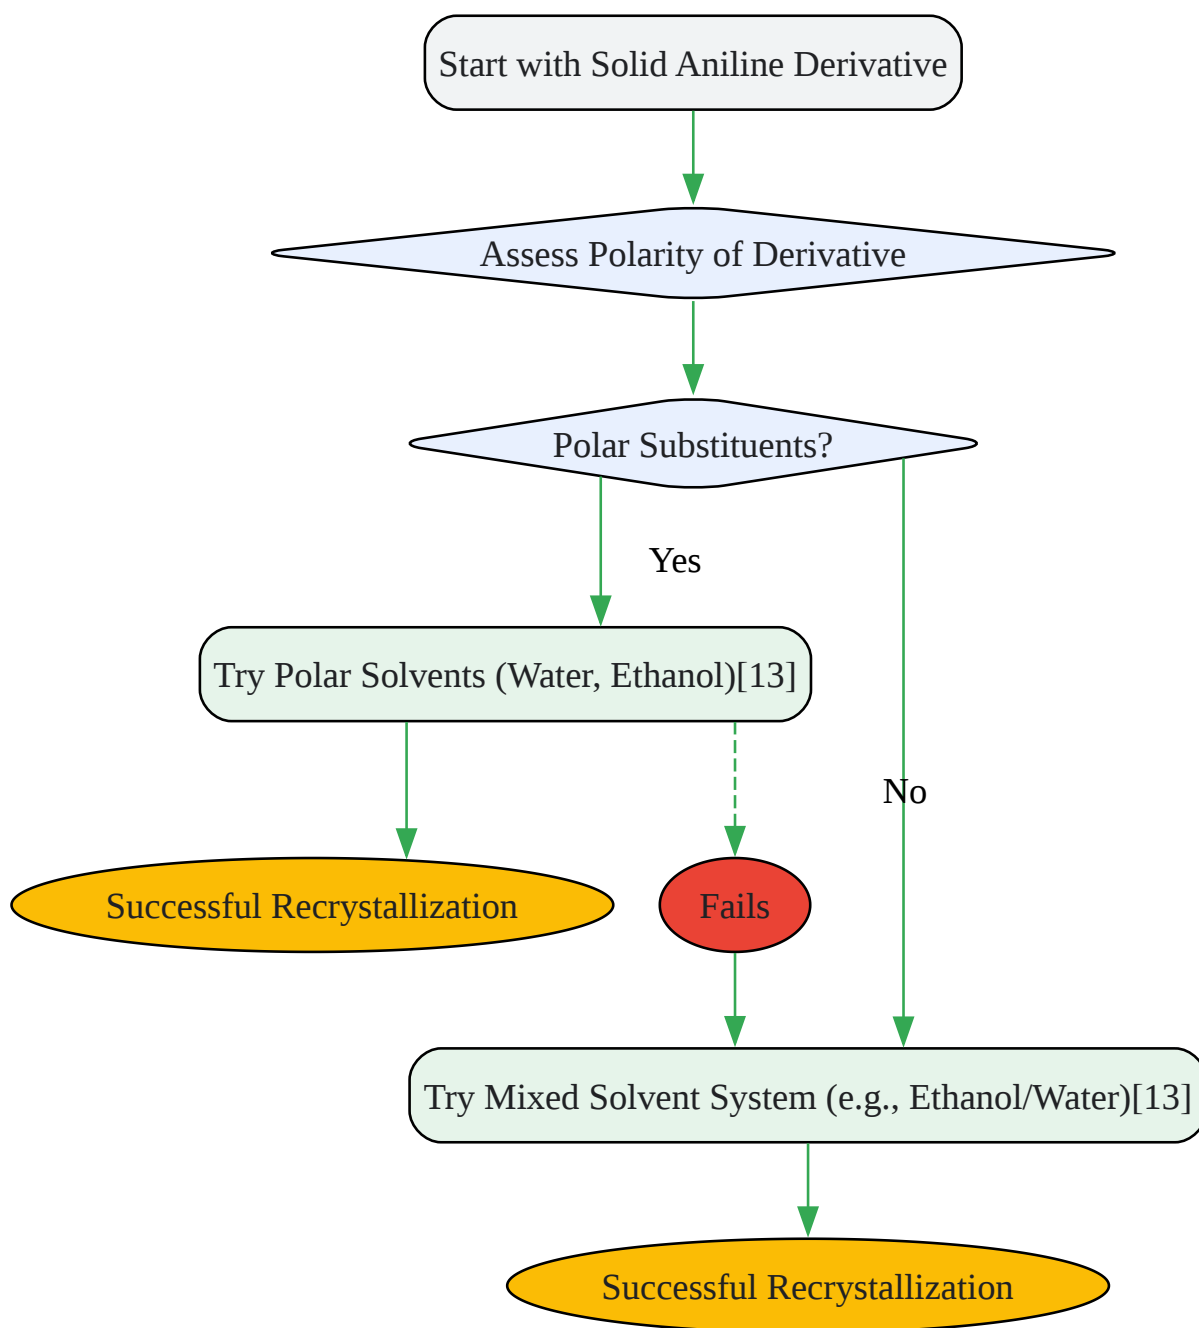 Start with Solid Aniline Derivative
Assess Polarity of Derivative
Polar Substituents?
Yes
Try Polar Solvents (Water, Ethanol)[13]
No
Successful Recrystallization
Fails
Try Mixed Solvent System (e.g., Ethanol/Water)[13]
Successful Recrystallization